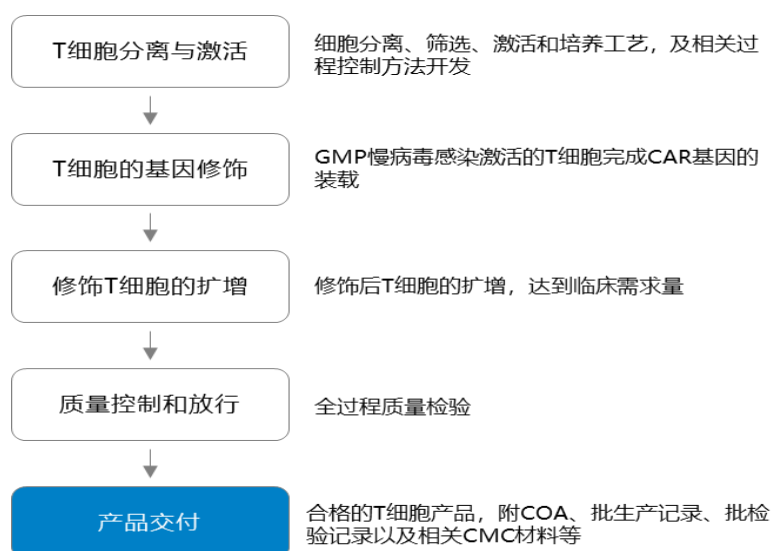 T细胞分离与激活
细胞分离、筛选、激活和培养工艺，及相关过
程控制方法开发
T细胞的基因修饰
GMP慢病毒感染激活的T细胞完成CAR基因的
装载
修饰T细胞的扩增
修饰后T细胞的扩增，达到临床需求量
质量控制和放行
全过程质量检验
产品交付
合格的T细胞产品，附COA、批生产记录、批检
验记录以及相关CMC材料等